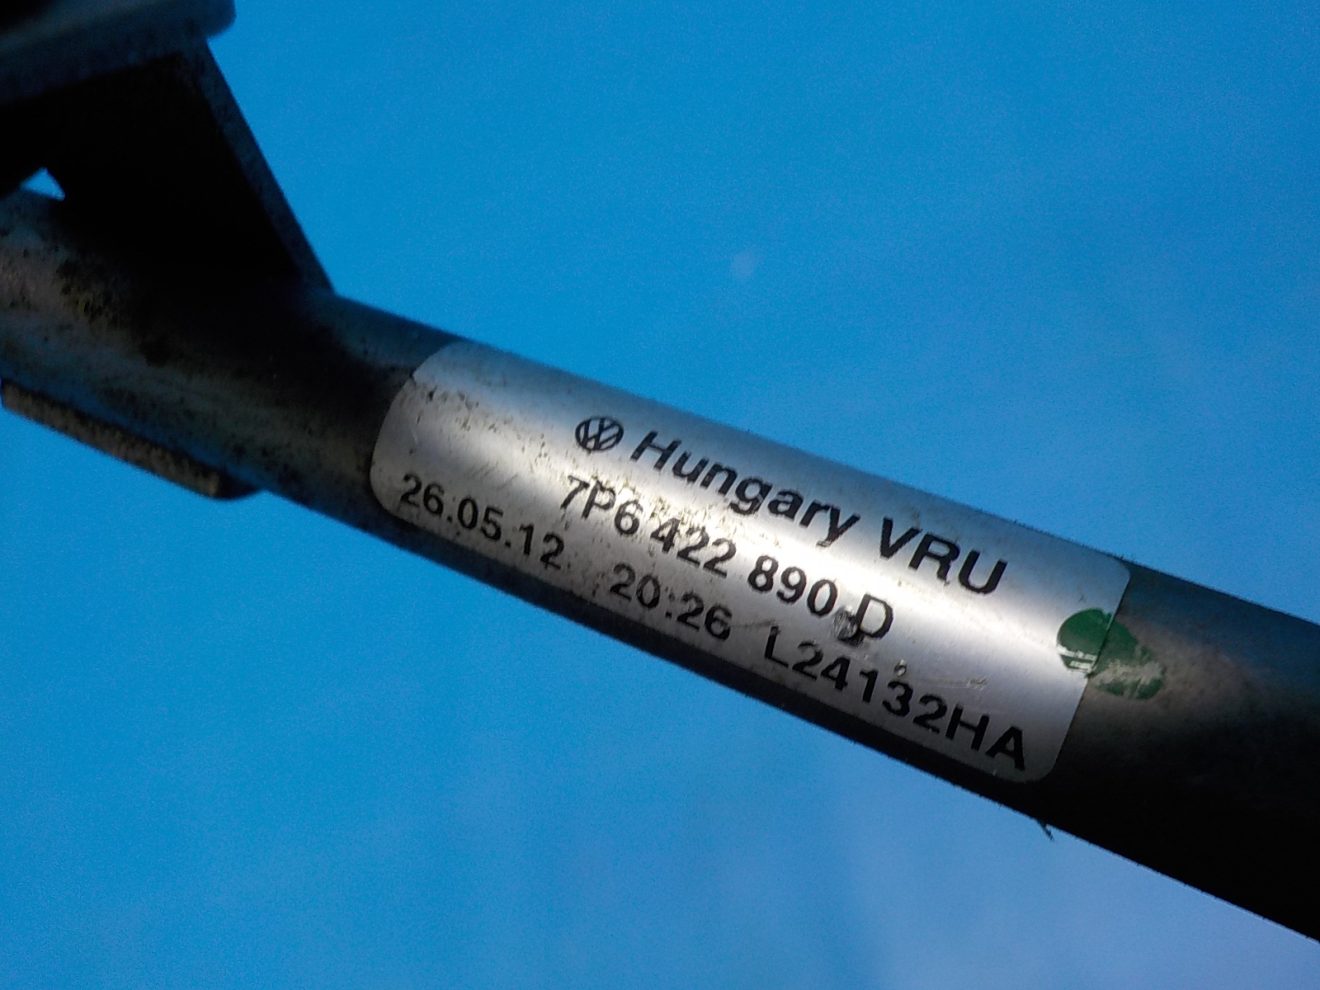 Hungary VRU
7P6 422 890 D
26.05.12 20:26 L24132HA